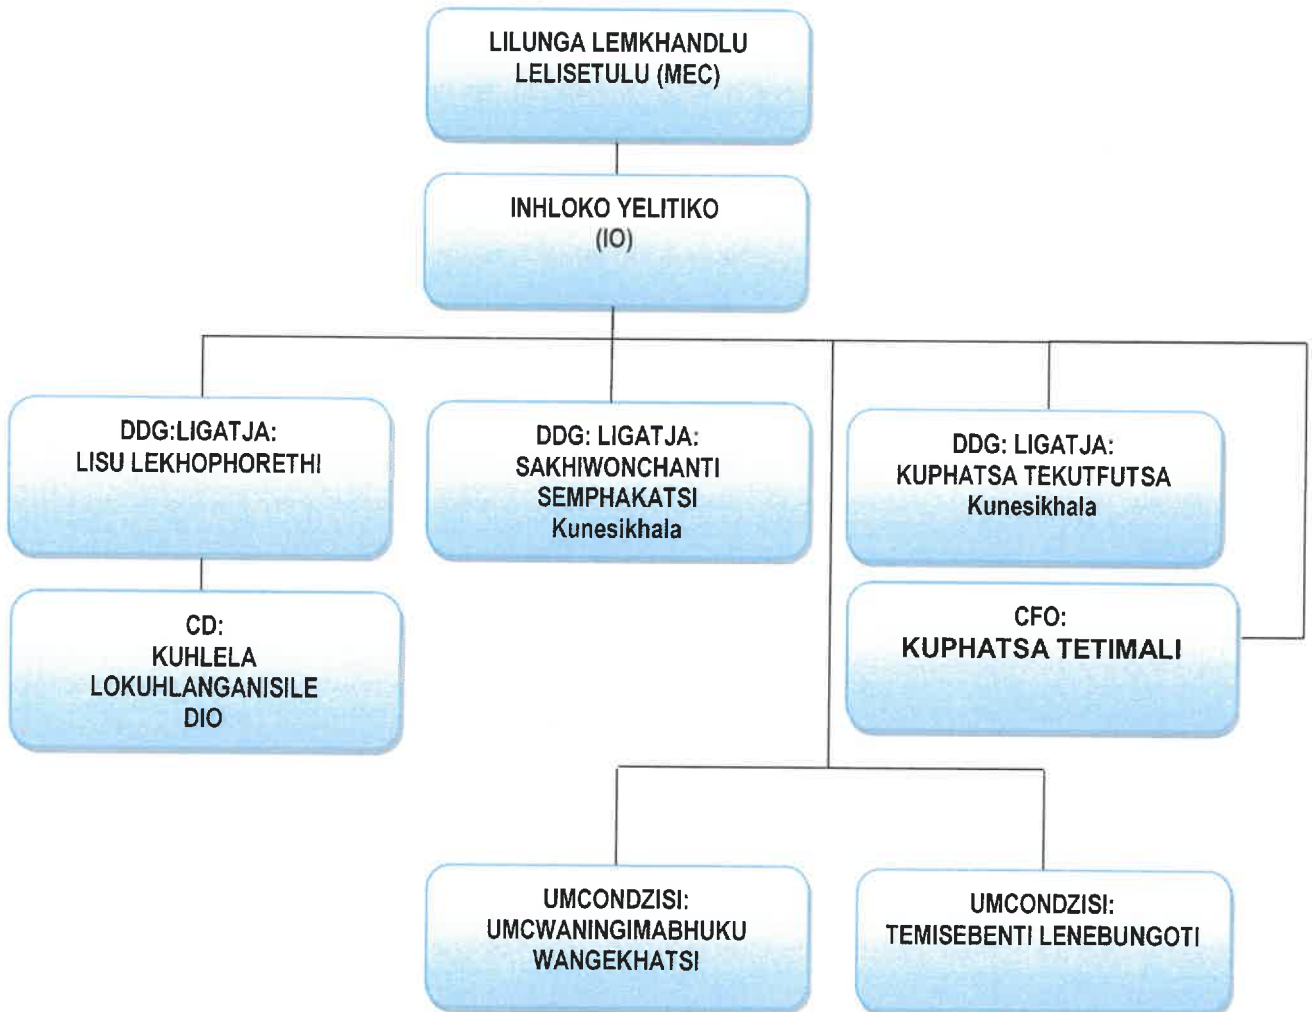 LILUNGA LEMKHANDLU
LELISETULU (MEC)
INHLOKO YELITIKO
(IO)
DDG:LIGATJA:
LISU LEKHOPHORETHI
DDG: LIGATJA:
SAKHIWONCHANTI
SEMPHAKATSI
Kunesikhala
DDG: LIGATJA:
KUPHATSA TEKUTFUTSA
Kunesikhala
CD:
KUHLELA
LOKUHLANGANISILE
DIO
CFO:
KUPHATSA TETIMALI
UMCONDZISI:
UMCWANINGIMABHUKU
WANGEKHATSI
UMCONDZISI:
TEMISEBENTI LENEBUNGOTI